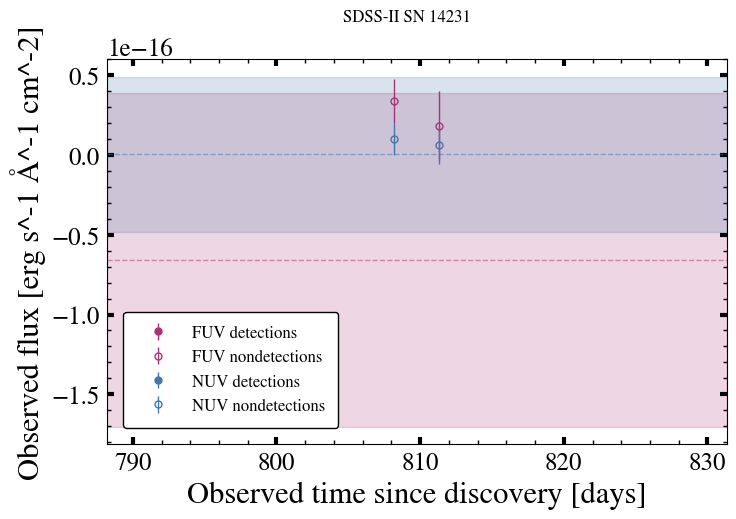 SDSS-II SN 14231
1e−16
0.5
0.0
−0.5
−1.0
−1.5
Observed flux [erg s^-1 Å^-1 cm^-2]
FUV detections
FUV nondetections
NUV detections
NUV nondetections
790 800 810 820 830
Observed time since discovery [days]